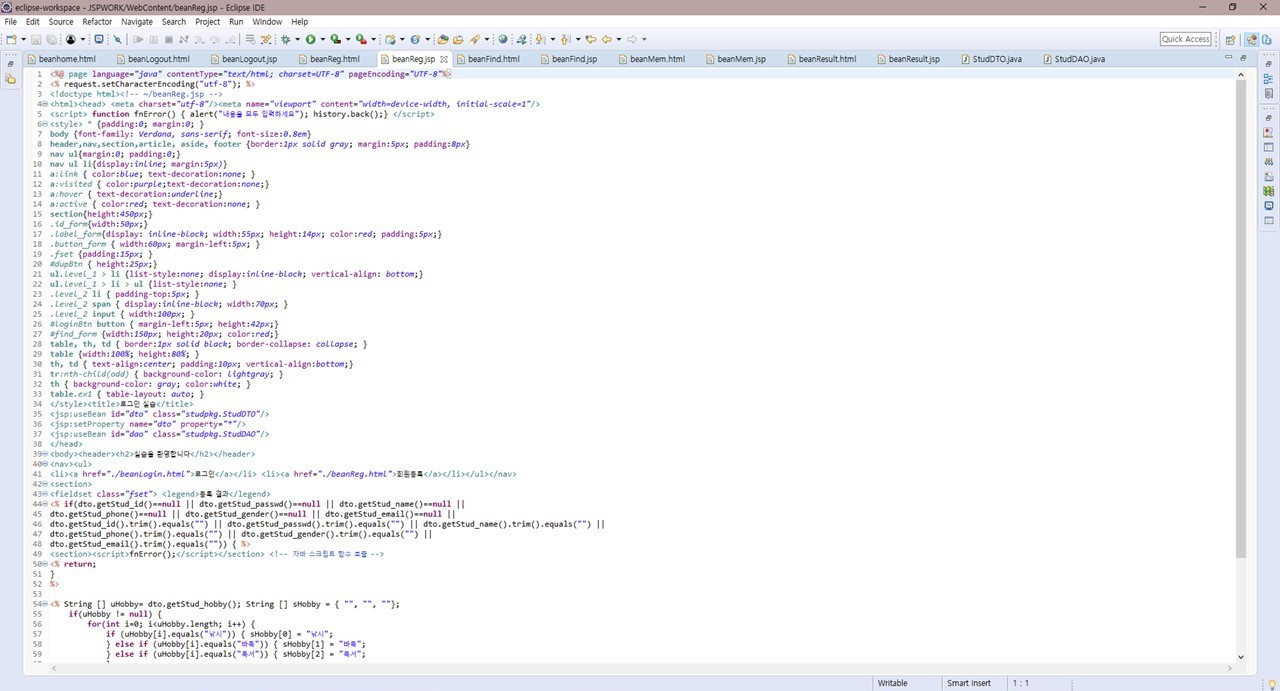 eclipse-workspace - JSPWORK/WebContent/beanReg.jsp - Eclipse IDE
File Edit Source Refactor Navigate Search Project Run Window Help
Quick Access
beanhome.html beanLogout.html beanLogout.jsp beanReg.html beanReg.jsp beanFind.html beanFind.jsp beanMem.html beanMem.jsp beanResult.html beanResult.jsp StudDTO.java StudDAO.java
1 <%@ page language="java" contentType="text/html; charset=UTF-8" pageEncoding="UTF-8"%>
2 <% request.setCharacterEncoding("utf-8"); %>
3 <!doctype html><!-- ~/beanReg.jsp -->
4 <html><head> <meta charset="utf-8"/><meta name="viewport" content="width=device-width, initial-scale=1"/>
5 <script> function fnError() { alert("내용을 모두 입력하세요"); history.back();} </script>
6 <style> * {padding:0; margin:0; }
7 body {font-family: Verdana, sans-serif; font-size:0.8em}
8 header,nav,section,article, aside, footer {border:1px solid gray; margin:5px; padding:8px}
9 nav ul{margin:0; padding:0;}
10 nav ul li{display:inline; margin:5px)}
11 a:link { color:blue; text-decoration:none; }
12 a:visited { color:purple;text-decoration:none;}
13 a:hover { text-decoration:underline;}
14 a:active { color:red; text-decoration:none; }
15 section{height:450px;}
16 .id_form{width:50px;}
17 .label_form{display: inline-block; width:55px; height:14px; color:red; padding:5px;}
18 .button_form { width:60px; margin-left:5px; }
19 .fset {padding:15px; }
20 #dupBtn { height:25px;}
21 ul.level_1 > li {list-style:none; display:inline-block; vertical-align: bottom;}
22 ul.level_1 > li > ul {list-style:none; }
23 .level_2 li { padding-top:5px; }
24 .level_2 span { display:inline-block; width:70px; }
25 .level_2 input { width:100px; }
26 #loginBtn button { margin-left:5px; height:42px;}
27 #find_form {width:150px; height:20px; color:red;}
28 table, th, td { border:1px solid black; border-collapse: collapse; }
29 table {width:100%; height:80%; }
30 th, td { text-align:center; padding:10px; vertical-align:bottom;}
31 tr:nth-child(odd) { background-color: lightgray; }
32 th { background-color: gray; color:white; }
33 table.ex1 { table-layout: auto; }
34 </style><title>로그인 실습</title>
35 <jsp:useBean id="dto" class="studpkg.StudDTO"/>
36 <jsp:setProperty name="dto" property="*"/>
37 <jsp:useBean id="dao" class="studpkg.StudDAO"/>
38 </head>
39 <body><header><h2>실습을 환영합니다</h2></header>
40 <nav><ul>
41 <li><a href="./beanLogin.html">로그인</a></li> <li><a href="./beanReg.html">회원등록</a></li></ul></nav>
42 <section>
43 <fieldset class="fset"> <legend>등록 결과</legend>
44 <% if(dto.getStud_id()==null || dto.getStud_passwd()==null || dto.getStud_name()==null ||
45 dto.getStud_phone()==null || dto.getStud_gender()==null || dto.getStud_email()==null ||
46 dto.getStud_id().trim().equals("") || dto.getStud_passwd().trim().equals("") || dto.getStud_name().trim().equals("") ||
47 dto.getStud_phone().trim().equals("") || dto.getStud_gender().trim().equals("") ||
48 dto.getStud_email().trim().equals("")) { %>
49 <section><script>fnError();</script></section> <!-- 자바 스크립트 함수 호출 -->
50 <% return;
51 }
52 %>
53
54 <% String [] uHobby= dto.getStud_hobby(); String [] sHobby = { "", "", ""};
55 if(uHobby != null) {
56 for(int i=0; i<uHobby.length; i++) {
57 if (uHobby[i].equals("낚시")) { sHobby[0] = "낚시";
58 } else if (uHobby[i].equals("바둑")) { sHobby[1] = "바둑";
59 } else if (uHobby[i].equals("독서")) { sHobby[2] = "독서";
Writable Smart Insert 1 : 1